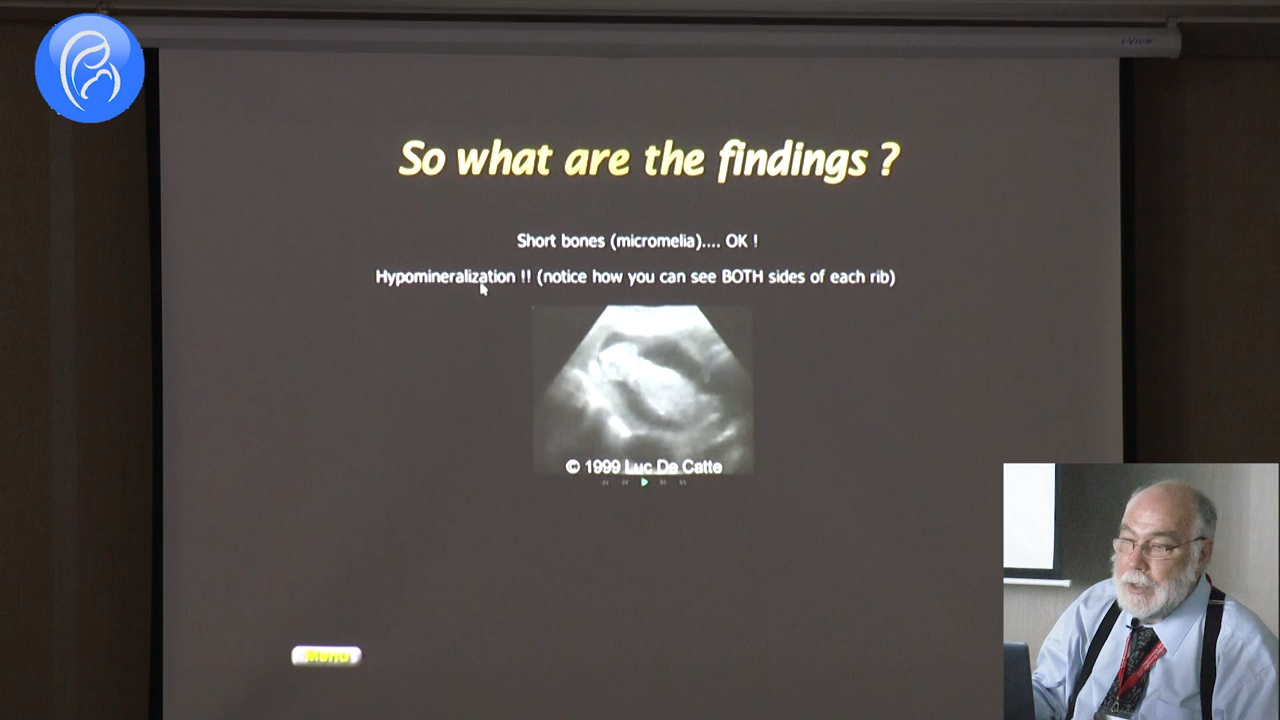 i-View
So what are the findings ?
Short bones (micromelia).... OK !
Hypomineralization !! (notice how you can see BOTH sides of each rib)
© 1999 Luc De Catte
Menu